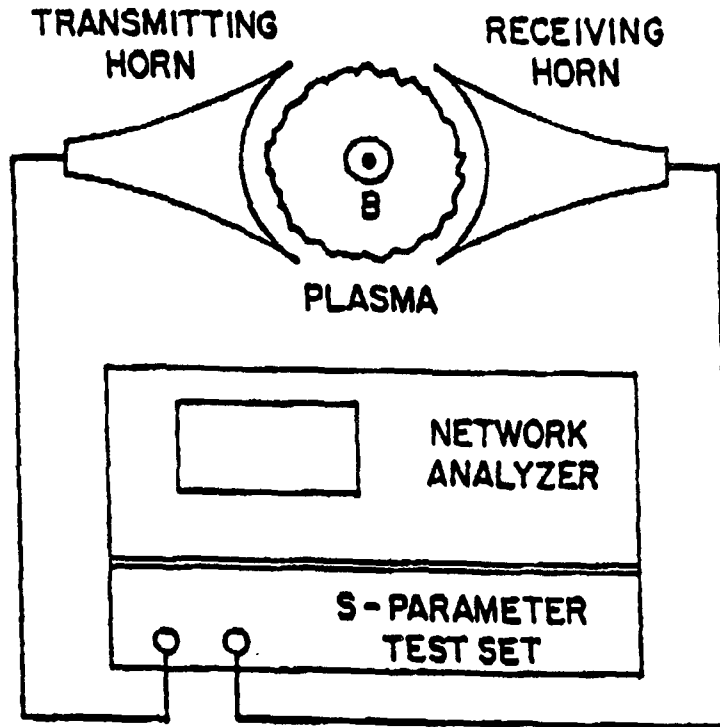 TRANSMITTING
HORN
RECEIVING
HORN
B
PLASMA
NETWORK
ANALYZER
S-PARAMETER
TEST SET